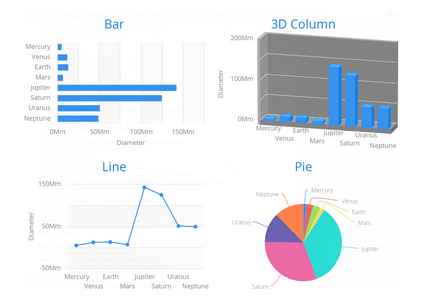 Bar
Mercury
Venus
Earth
Mars
Jupiter
Saturn
Uranus
Neptune
0Mm 50Mm 100Mm 150Mm
Diameter
3D Column
200Mm
100Mm
0Mm
Diameter
Mercury Earth Jupiter Uranus
Venus Mars Saturn Neptune
Line
150Mm
50Mm
-50Mm
Diameter
Mercury Earth Jupiter Uranus
Venus Mars Saturn Neptune
Pie
Mercury
Venus
Earth
Mars
Jupiter
Saturn
Uranus
Neptune